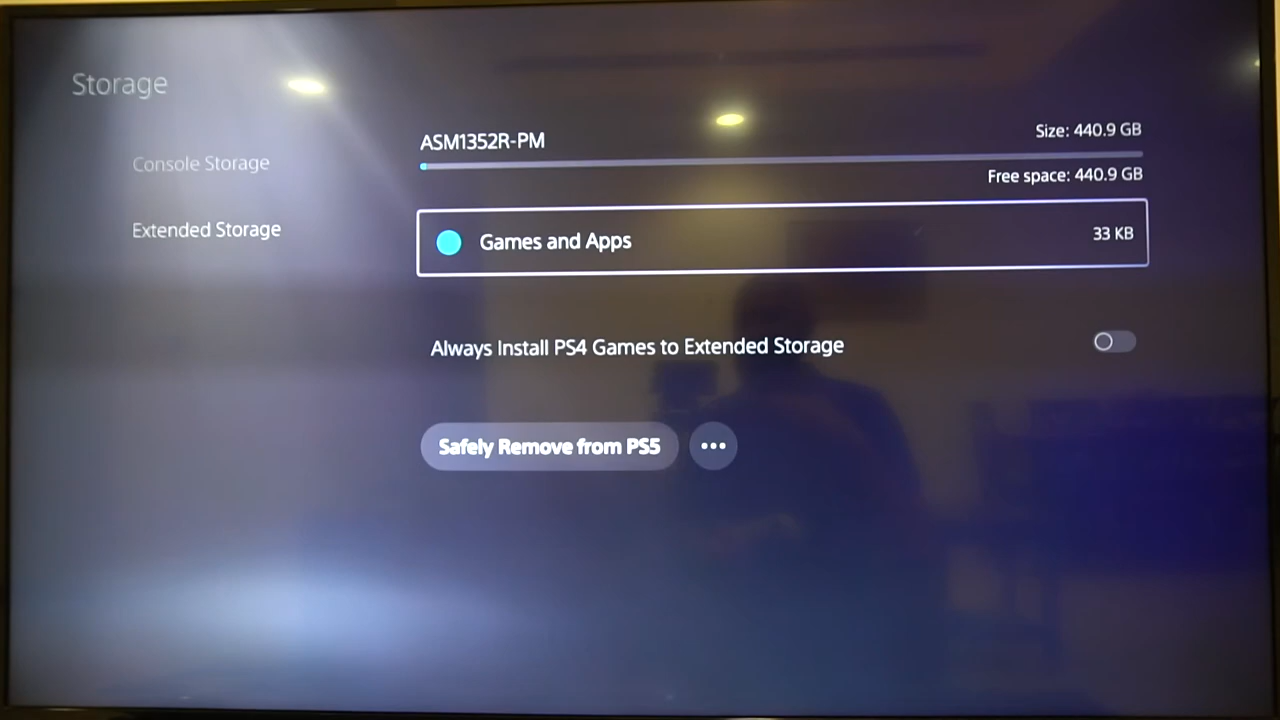 Storage
Console Storage
Extended Storage
ASM1352R-PM
Size: 440.9 GB
Free space: 440.9 GB
Games and Apps
33 KB
Always Install PS4 Games to Extended Storage
Safely Remove from PS5